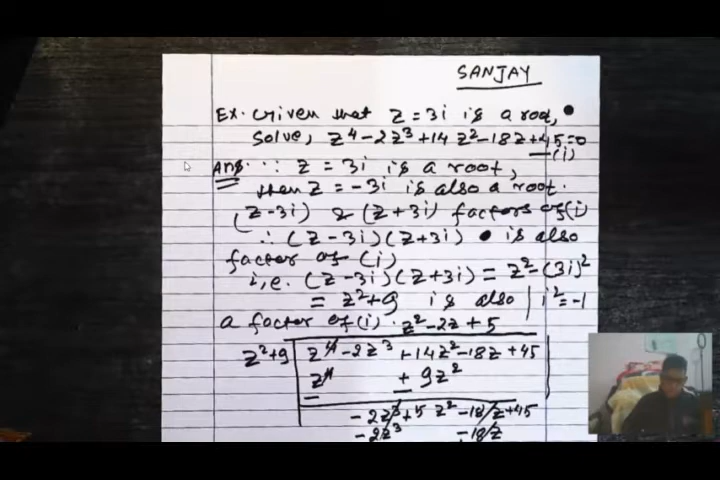 SANJAY
Ex. Given that z = 3i is a root,
solve, z⁴ - 2z³ + 14z² - 18z + 45 = 0
—(i)
Ans. ∵ z = 3i is a root,
then z = -3i is also a root.
(z-3i) & (z+3i) factors of (i)
∴ (z-3i)(z+3i) is also
factor of (i)
i,e. (z-3i)(z+3i) = z² - (3i)²
= z²+9 is also | i² = -1
a factor of (i). z² - 2z + 5
z²+9 | z⁴ - 2z³ + 14z² - 18z + 45
z⁴ + 9z²
-
- 2z³ + 5z² - 18z + 45
- 2z³ - 18z